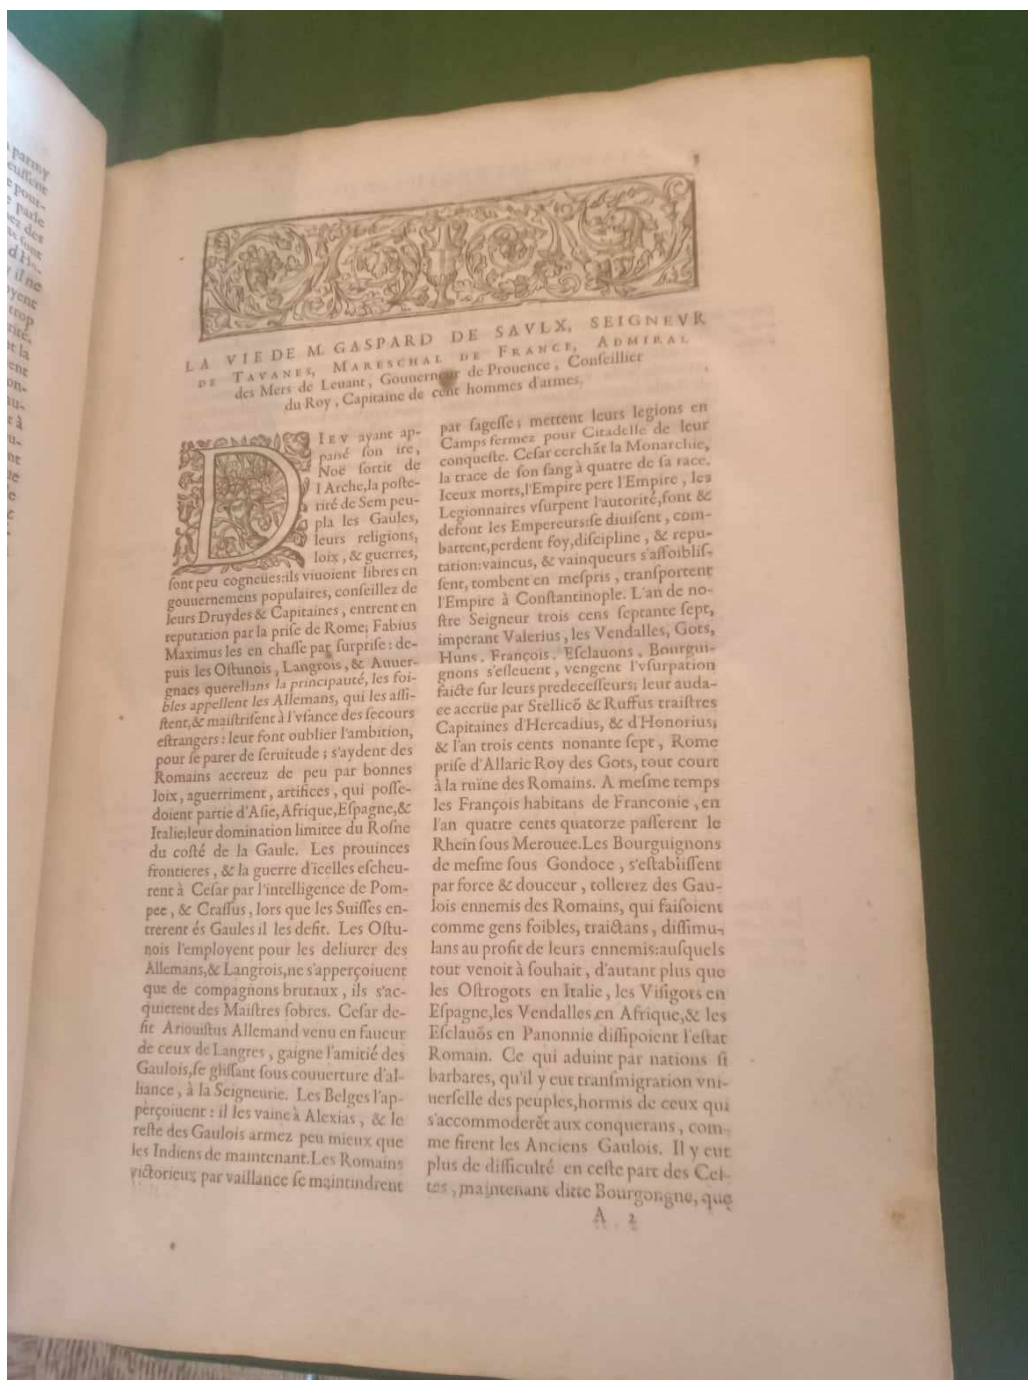 parmy
eussent
pour-
parle
des
sont
il ne
oyent
trop
rité,
la
ent
on-
au-
à
u-
nt
ue
3
LA VIE DE M. GASPARD DE SAVLX, SEIGNEVR
DE TAVANES, MARESCHAL DE FRANCE, ADMIRAL
des Mers de Leuant, Gouuerneur de Prouence, Conſeillier
du Roy, Capitaine de cent hommes d'armes.
DIEV ayant ap-
paiſé ſon ire,
Noë ſortit de
l'Arche, la poſte-
rité de Sem peu-
pla les Gaules,
leurs religions,
loix, & guerres,
ſont peu cogneües: ils viuoient libres en
gouuernemens populaires, conſeillez de
leurs Druydes & Capitaines, entrent en
reputation par la priſe de Rome; Fabius
Maximus les en chaſſe par ſurpriſe: de-
puis les Oſtunois, Langrois, & Auuer-
gnacs querellans la principauté, les foi-
bles appellent les Allemans, qui les aſſi-
ſtent, & maiſtriſent à l'vſance des ſecours
eſtrangers: leur font oublier l'ambition,
pour ſe parer de ſeruitude; s'aydent des
Romains accreuz de peu par bonnes
loix, aguerriment, artifices, qui poſſe-
doient partie d'Aſie, Afrique, Eſpagne, &
Italie; leur domination limitee du Roſne
du coſté de la Gaule. Les prouinces
frontieres, & la guerre d'icelles eſcheu-
rent à Ceſar par l'intelligence de Pom-
pee, & Craſſus, lors que les Suiſſes en-
trerent és Gaules il les defit. Les Oſtu-
nois l'employent pour les deliurer des
Allemans, & Langrois, ne s'apperçoiuent
que de compagnons brutaux, ils s'ac-
quierent des Maiſtres ſobres. Ceſar de-
fit Ariouiſtus Allemand venu en faueur
de ceux de Langres, gaigne l'amitié des
Gaulois, ſe gliſſant ſous couuerture d'al-
liance, à la Seigneurie. Les Belges l'ap-
perçoiuent: il les vainc à Alexias, & le
reſte des Gaulois armez peu mieux que
les Indiens de maintenant. Les Romains
victorieux par vaillance ſe maintindrent
par ſageſſe; mettent leurs legions en
Camps fermez pour Citadelle de leur
conqueſte. Ceſar cerchãt la Monarchie,
la trace de ſon ſang à quatre de ſa race.
Iceux morts, l'Empire pert l'Empire, les
Legionnaires vſurpent l'autorité, font &
defont les Empereurs: ſe diuiſent, com-
battent, perdent foy, diſcipline, & repu-
tation: vaincus, & vainqueurs s'affoibliſ-
ſent, tombent en meſpris, tranſportent
l'Empire à Conſtantinople. L'an de no-
ſtre Seigneur trois cens ſeptante ſept,
imperant Valerius, les Vendalles, Gots,
Huns, François, Eſclauons, Bourgui-
gnons s'eſleuent, vengent l'vſurpation
faicte ſur leurs predeceſſeurs; leur auda-
ce accrüe par Stellicõ & Ruffus traiſtres
Capitaines d'Hercadius, & d'Honorius;
& l'an trois cents nonante ſept, Rome
priſe d'Allaric Roy des Gots, tout court
à la ruïne des Romains. A meſme temps
les François habitans de Franconie, en
l'an quatre cents quatorze paſſerent le
Rhein ſous Merouee. Les Bourguignons
de meſme ſous Gondoce, s'eſtabliſſent
par force & douceur, tollerez des Gau-
lois ennemis des Romains, qui faiſoient
comme gens foibles, traictans, diſſimu-
lans au profit de leurs ennemis: auſquels
tout venoit à ſouhait, d'autant plus que
les Oſtrogots en Italie, les Viſigots en
Eſpagne, les Vendalles en Afrique, & les
Eſclauõs en Panonnie diſſipoient l'eſtat
Romain. Ce qui aduint par nations ſi
barbares, qu'il y eut tranſmigration vni-
uerſelle des peuples, hormis de ceux qui
s'accommoderẽt aux conquerans, com-
me firent les Anciens Gaulois. Il y eut
plus de difficulté en ceſte part des Cel-
tes, maintenant ditte Bourgongne, que
A 2